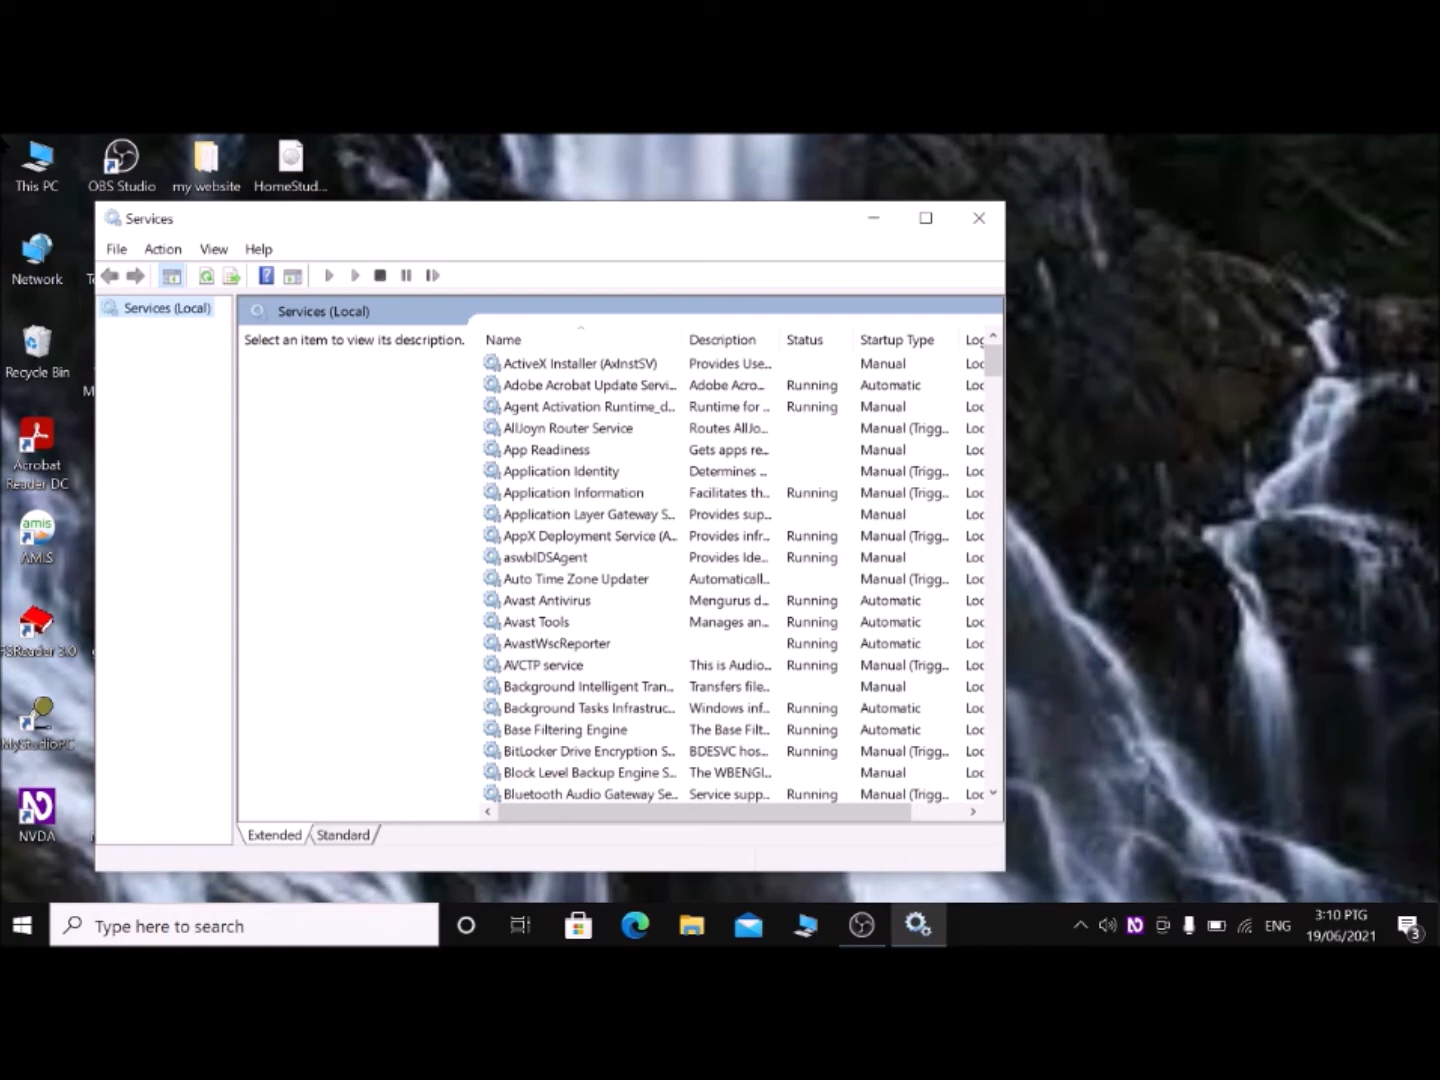 This PC
OBS Studio
my website
HomeStud...
Network
Recycle Bin
Acrobat
Reader DC
amis
AMIS
FSReader 3.0
MyStudioPC
NVDA
Services
File Action View Help
Services (Local)
Services (Local)
Select an item to view its description.
Name Description Status Startup Type Log
ActiveX Installer (AxInstSV) Provides Use... Manual Loc
Adobe Acrobat Update Servi... Adobe Acro... Running Automatic Loc
Agent Activation Runtime_d... Runtime for ... Running Manual Loc
AllJoyn Router Service Routes AllJo... Manual (Trigg... Loc
App Readiness Gets apps re... Manual Loc
Application Identity Determines ... Manual (Trigg... Loc
Application Information Facilitates th... Running Manual (Trigg... Loc
Application Layer Gateway S... Provides sup... Manual Loc
AppX Deployment Service (A... Provides infr... Running Manual (Trigg... Loc
aswbIDSAgent Provides Ide... Running Manual Loc
Auto Time Zone Updater Automaticall... Manual (Trigg... Loc
Avast Antivirus Mengurus d... Running Automatic Loc
Avast Tools Manages an... Running Automatic Loc
AvastWscReporter Running Automatic Loc
AVCTP service This is Audio... Running Manual (Trigg... Loc
Background Intelligent Tran... Transfers file... Manual Loc
Background Tasks Infrastruc... Windows inf... Running Automatic Loc
Base Filtering Engine The Base Filt... Running Automatic Loc
BitLocker Drive Encryption S... BDESVC hos... Running Manual (Trigg... Loc
Block Level Backup Engine S... The WBENGI... Manual Loc
Bluetooth Audio Gateway Se... Service supp... Running Manual (Trigg... Loc
Extended Standard
Type here to search
ENG
3:10 PTG
19/06/2021
3